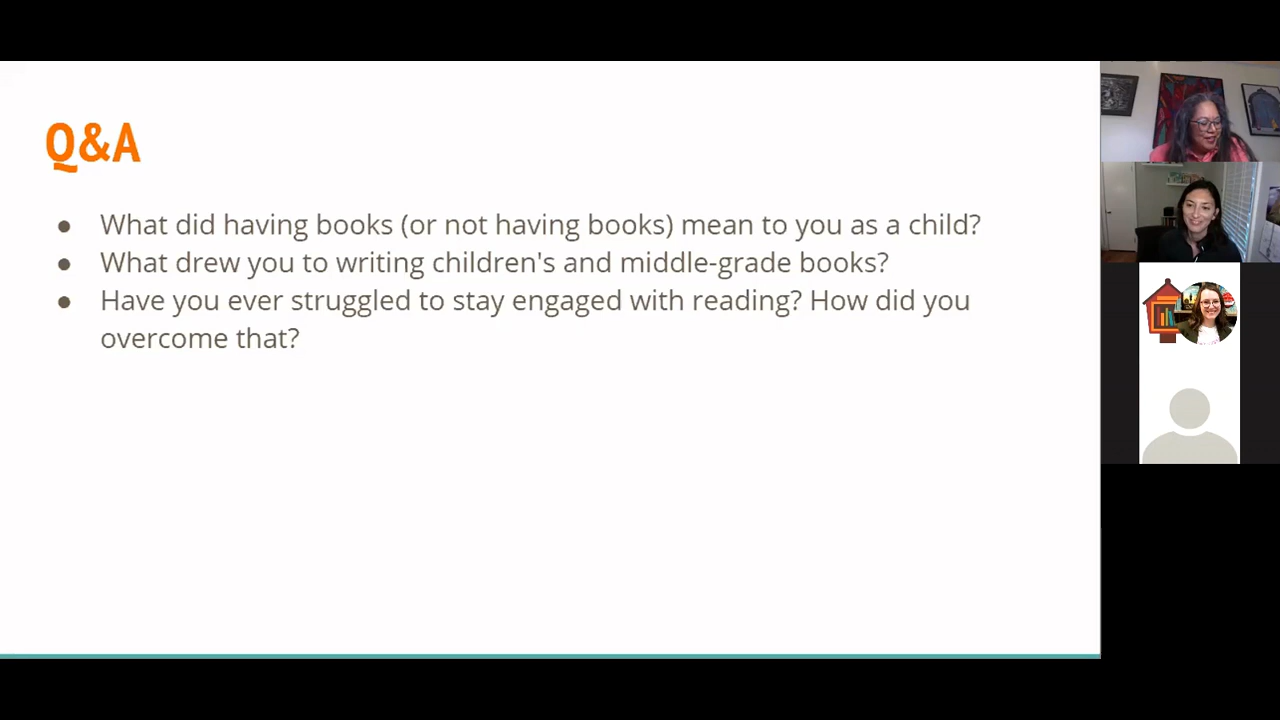 Q&A
● What did having books (or not having books) mean to you as a child?
● What drew you to writing children's and middle-grade books?
● Have you ever struggled to stay engaged with reading? How did you
overcome that?